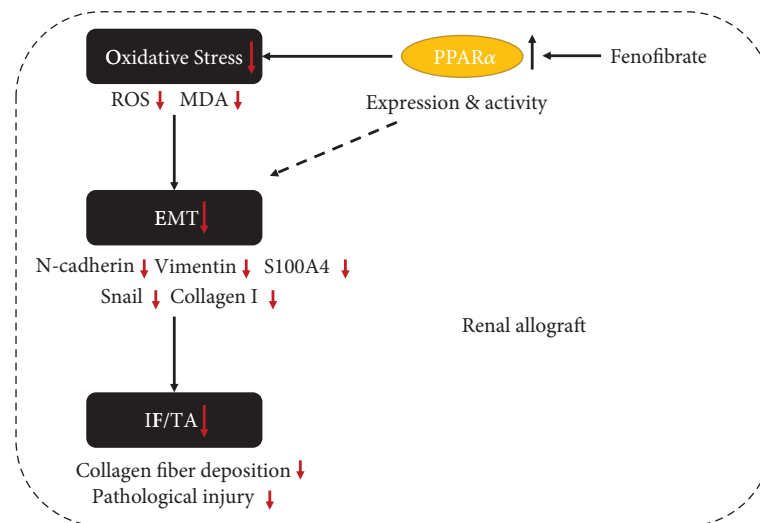 Oxidative Stress
PPARα
Fenofibrate
ROS MDA
Expression & activity
EMT
N-cadherin Vimentin S100A4
Snail Collagen I
Renal allograft
IF/TA
Collagen fiber deposition
Pathological injury